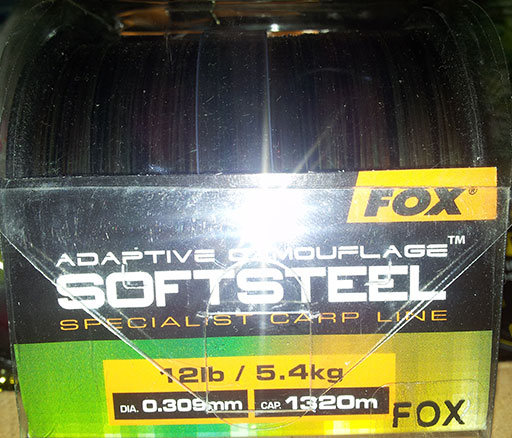 FOX®
ADAPTIVE CAMOUFLAGE™
SOFTSTEEL
SPECIALIST CARP LINE
12lb / 5.4kg
DIA. 0.309mm CAP. 1320m
FOX